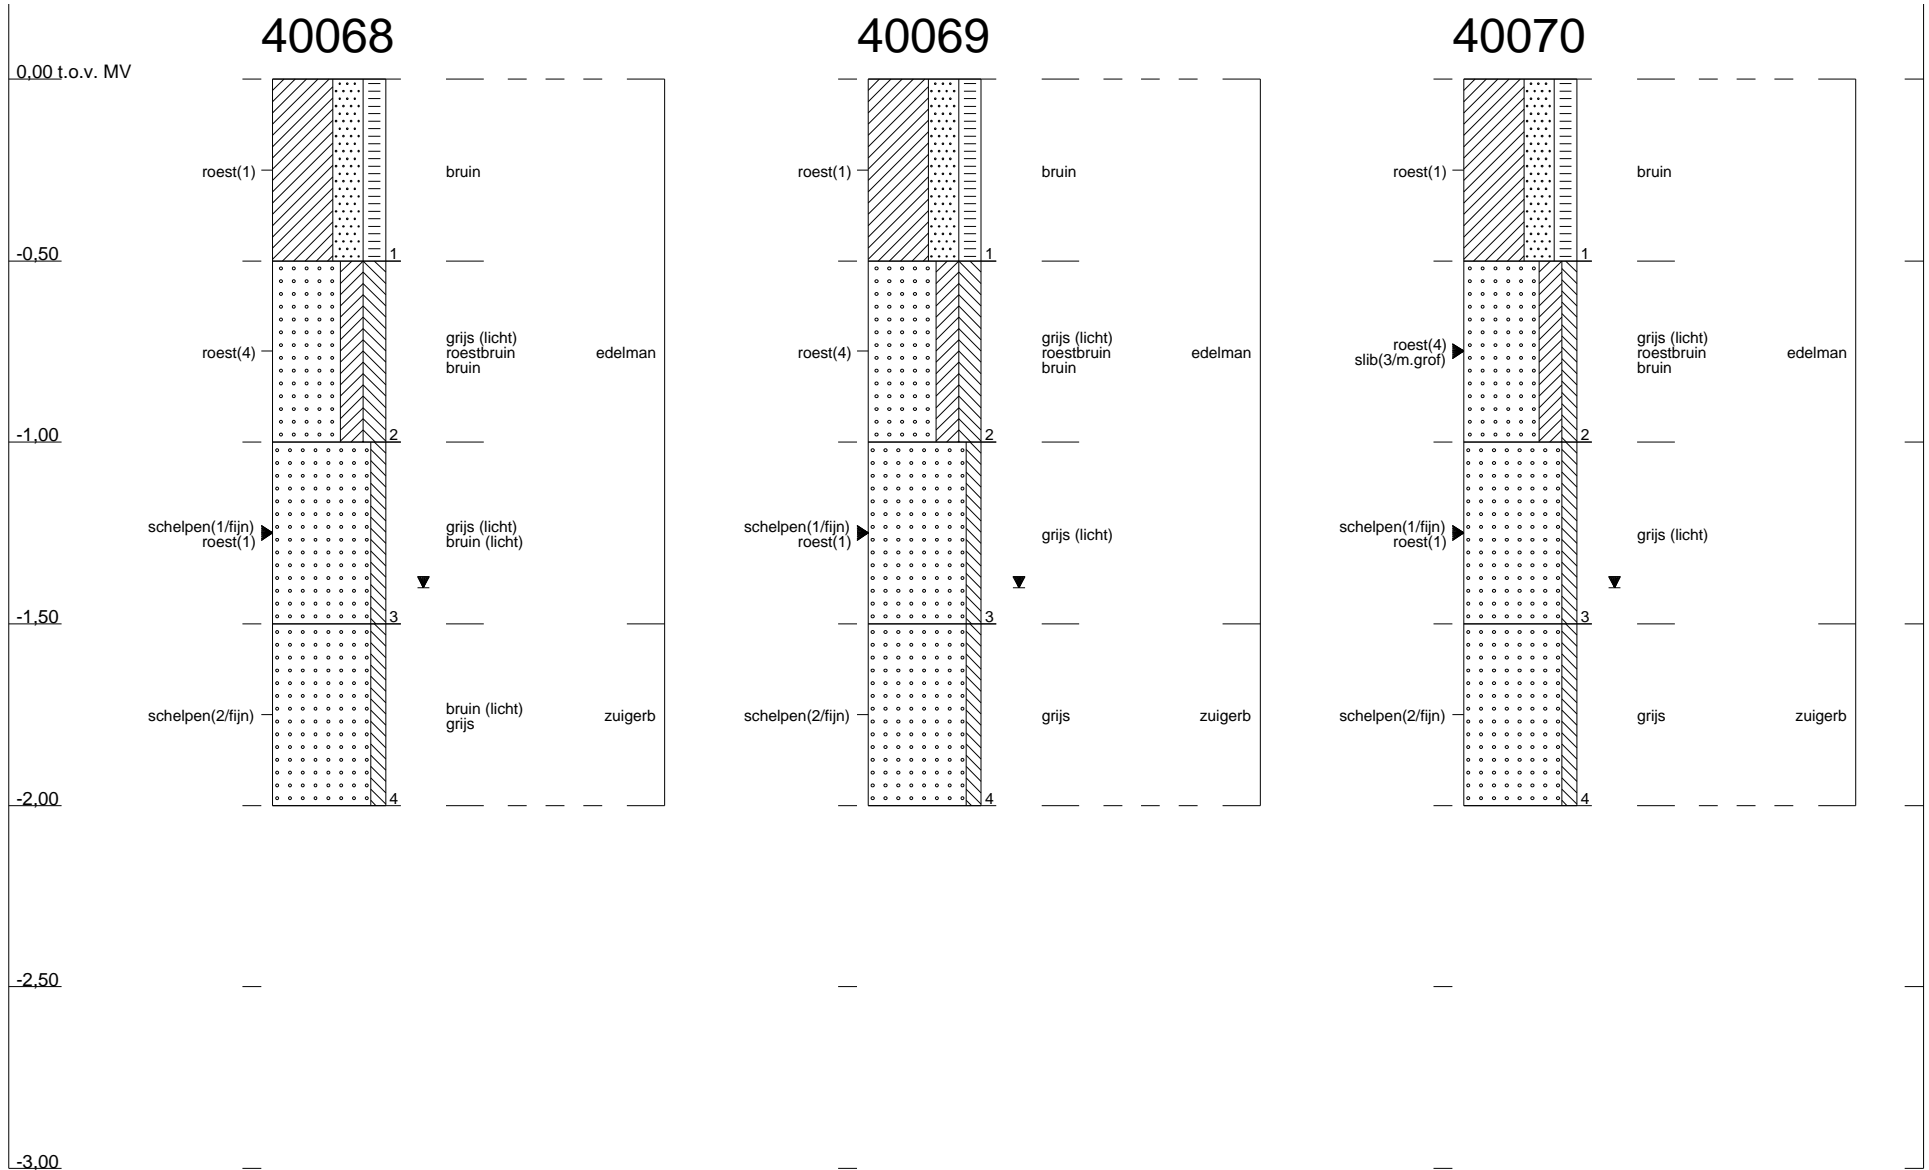 40068
40069
40070
0,00 t.o.v. MV
roest(1)
bruin
roest(1)
bruin
roest(1)
bruin
-0,50
1
1
1
roest(4)
grijs (licht)
roestbruin
bruin
edelman
roest(4)
grijs (licht)
roestbruin
bruin
edelman
roest(4)
slib(3/m.grof)
grijs (licht)
roestbruin
bruin
edelman
-1,00
2
2
2
schelpen(1/fijn)
roest(1)
grijs (licht)
bruin (licht)
schelpen(1/fijn)
roest(1)
grijs (licht)
schelpen(1/fijn)
roest(1)
grijs (licht)
-1,50
3
3
3
schelpen(2/fijn)
bruin (licht)
grijs
zuigerb
schelpen(2/fijn)
grijs
zuigerb
schelpen(2/fijn)
grijs
zuigerb
-2,00
4
4
4
-2,50
-3,00